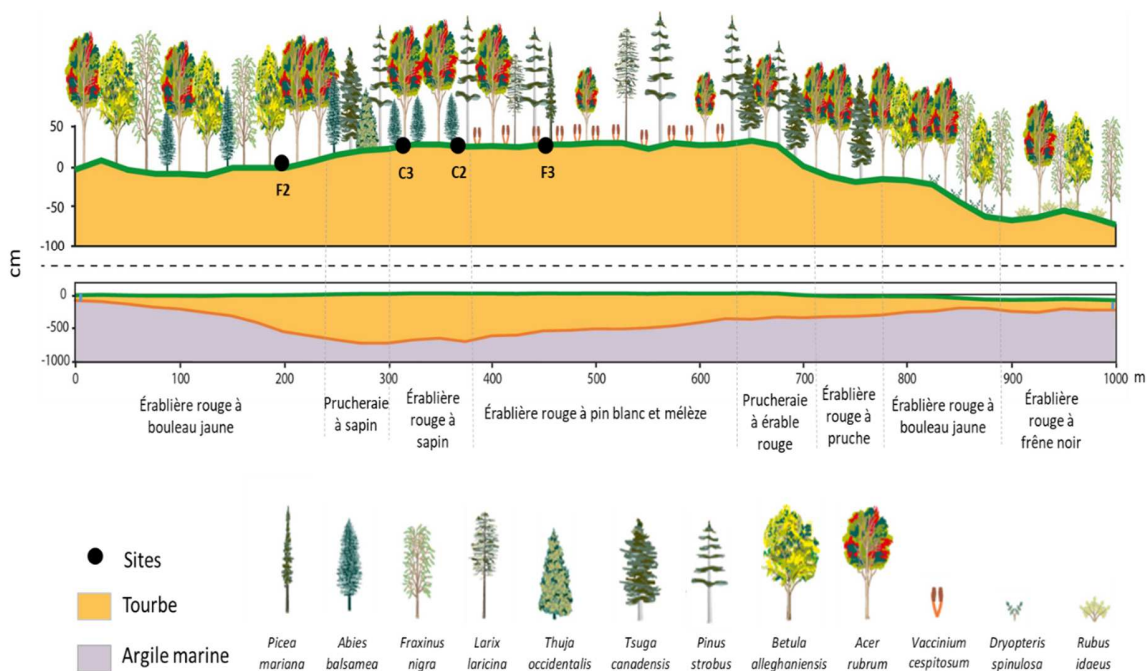 50
0
-50
-100
cm
F2
C3
C2
F3
0
-500
-1000
0 100 200 300 400 500 600 700 800 900 1000 m
Érablière rouge à
bouleau jaune
Prucheraie
à sapin
Érablière
rouge à
sapin
Érablière rouge à pin blanc et mélèze
Prucheraie
à érable
rouge
Érablière
rouge à
pruche
Érablière rouge à
bouleau jaune
Érablière
rouge à
frêne noir
Sites
Tourbe
Argile marine
Picea
mariana
Abies
balsamea
Fraxinus
nigra
Larix
laricina
Thuja
occidentalis
Tsuga
canadensis
Pinus
strobus
Betula
alleghaniensis
Acer
rubrum
Vaccinium
cespitosum
Dryopteris
spinulosa
Rubus
idaeus